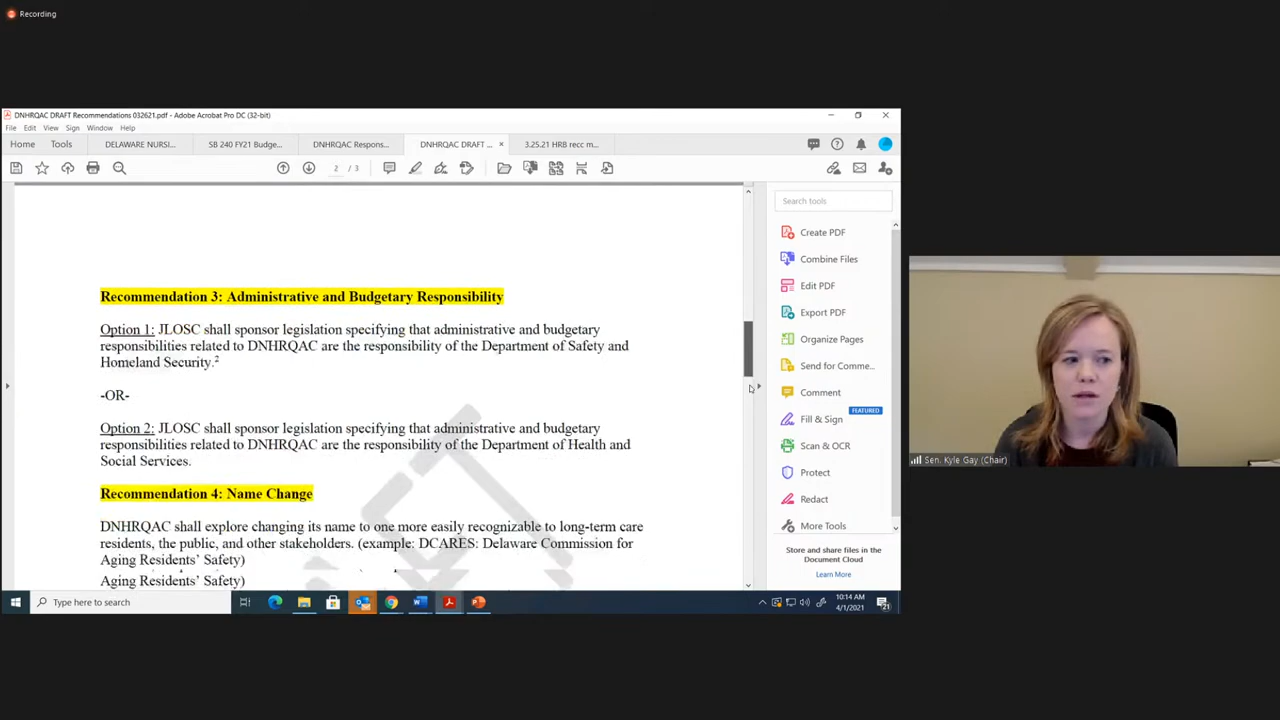 Recording
DNHRQAC DRAFT Recommendations 032621.pdf - Adobe Acrobat Pro DC (32-bit)
File Edit View Sign Window Help
Home Tools DELAWARE NURSI... SB 240 FY21 Budge... DNHRQAC Respons... DNHRQAC DRAFT ... × 3.25.21 HRB recc m...
2 / 3
Search tools
Create PDF
Combine Files
Edit PDF
Export PDF
Organize Pages
Send for Comme...
Comment
Fill & Sign
FEATURED
Scan & OCR
Protect
Redact
More Tools
Store and share files in the
Document Cloud
Learn More
Recommendation 3: Administrative and Budgetary Responsibility
Option 1: JLOSC shall sponsor legislation specifying that administrative and budgetary
responsibilities related to DNHRQAC are the responsibility of the Department of Safety and
Homeland Security.²
-OR-
Option 2: JLOSC shall sponsor legislation specifying that administrative and budgetary
responsibilities related to DNHRQAC are the responsibility of the Department of Health and
Social Services.
Recommendation 4: Name Change
DNHRQAC shall explore changing its name to one more easily recognizable to long-term care
residents, the public, and other stakeholders. (example: DCARES: Delaware Commission for
Aging Residents' Safety)
Aging Residents' Safety)
Sen. Kyle Gay (Chair)
Type here to search
10:14 AM
4/1/2021
21